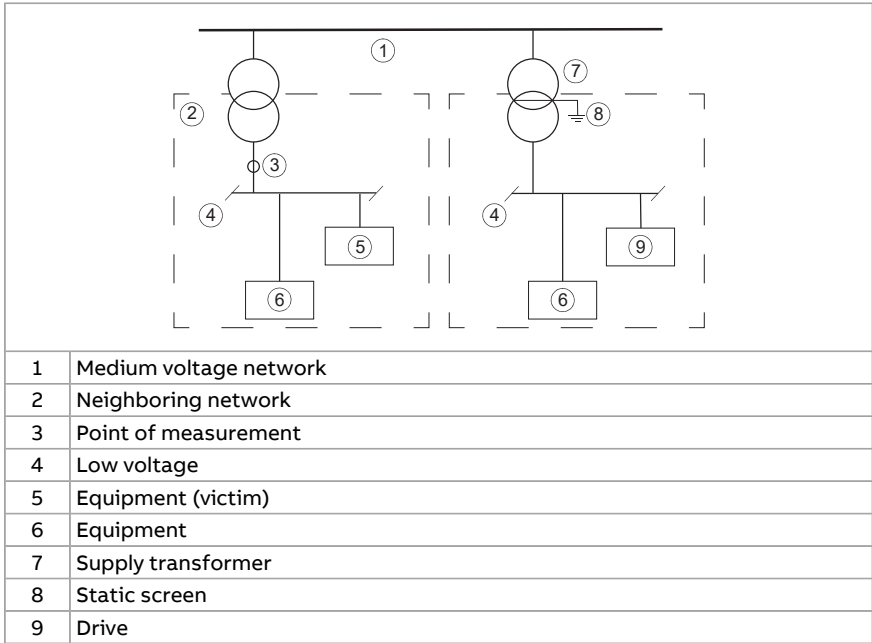 1
7
2
8
3
4
4
5
9
6
6
1 Medium voltage network
2 Neighboring network
3 Point of measurement
4 Low voltage
5 Equipment (victim)
6 Equipment
7 Supply transformer
8 Static screen
9 Drive